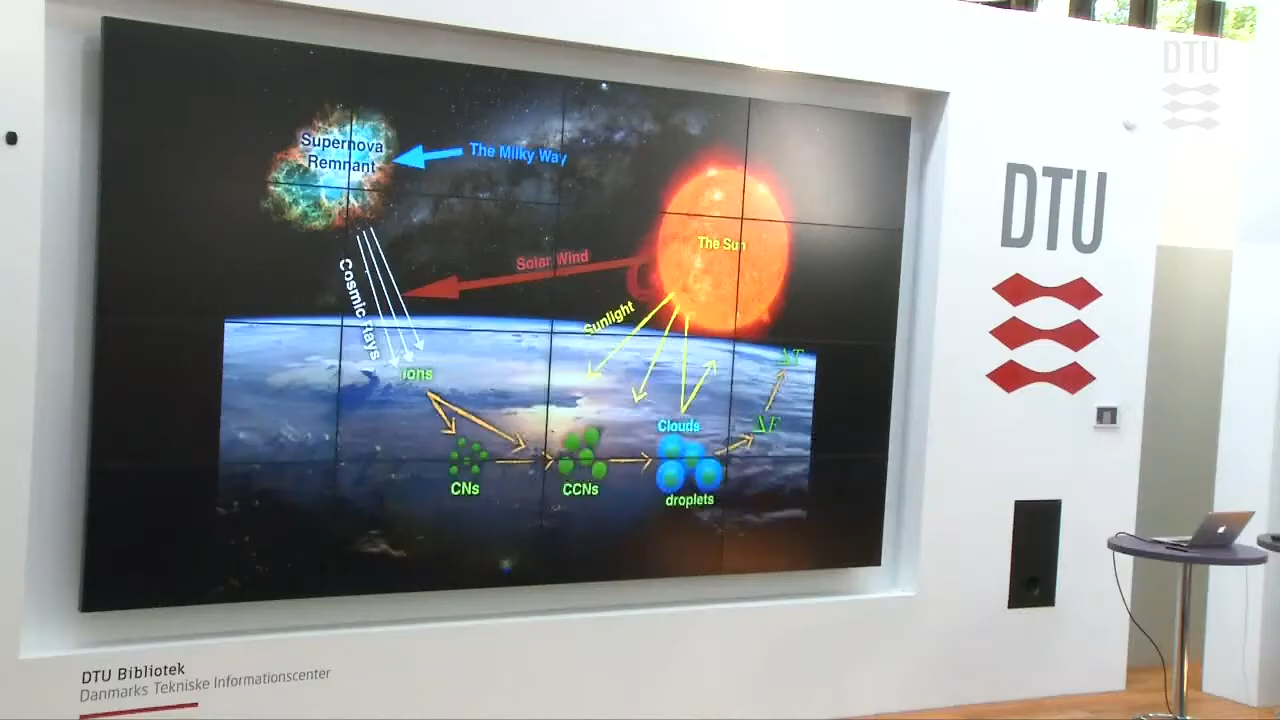 Supernova
Remnant
The Milky Way
The Sun
Solar Wind
Cosmic Rays
Sunlight
ions
ΔT
ΔF
Clouds
CNs
CCNs
droplets
DTU
DTU
DTU Bibliotek
Danmarks Tekniske Informationscenter